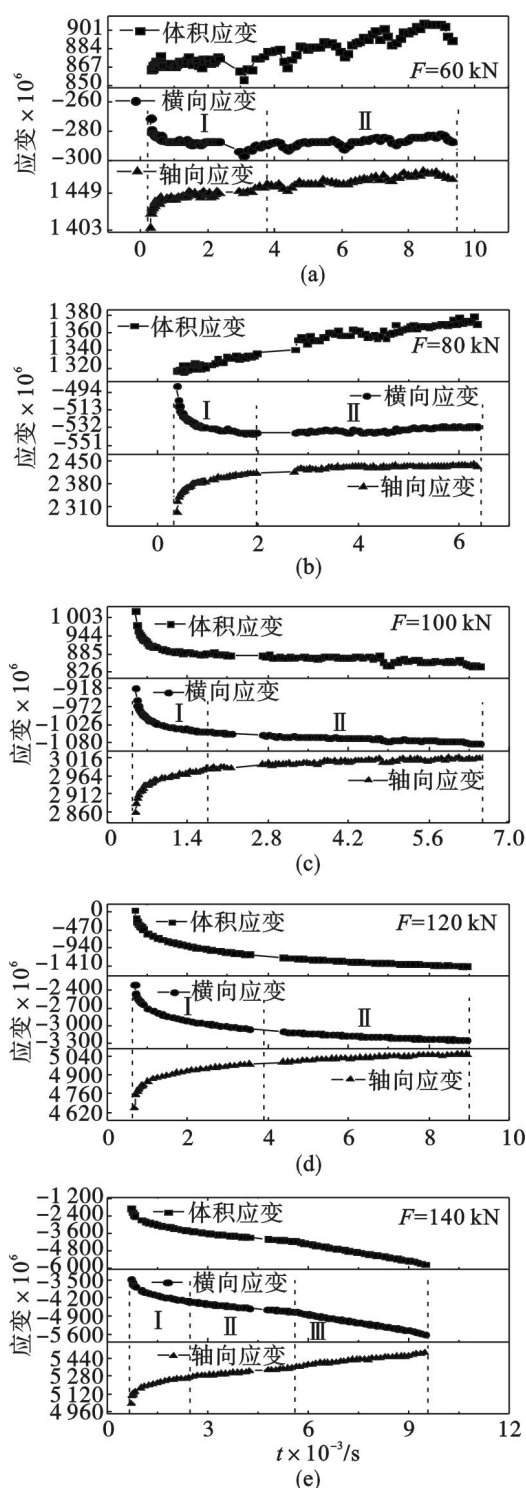 901
884
867
850
体积应变
F=60 kN
-260
-280
-300
横向应变
I
II
1 449
1 403
轴向应变
应变×10⁶
0 2 4 6 8 10
(a)
1 380
1 360
1 340
1 320
体积应变
F=80 kN
-494
-513
-532
-551
横向应变
I
II
2 450
2 380
2 310
轴向应变
应变×10⁶
0 2 4 6
(b)
1 003
944
885
826
体积应变
F=100 kN
-918
-972
-1 026
-1 080
横向应变
I
II
3 016
2 964
2 912
2 860
轴向应变
应变×10⁶
0 1.4 2.8 4.2 5.6 7.0
(c)
0
-470
-940
-1 410
体积应变
F=120 kN
-2 400
-2 700
-3 300
横向应变
I
II
5 040
4 900
4 760
4 620
轴向应变
应变×10⁶
0 2 4 6 8 10
(d)
-1 200
-3 600
-6 000
体积应变
F=140 kN
-3 500
-4 200
-4 900
-5 600
横向应变
I
II
III
5 440
5 280
5 120
4 960
轴向应变
应变×10⁶
0 3 6 9 12
t×10⁻³/s
(e)